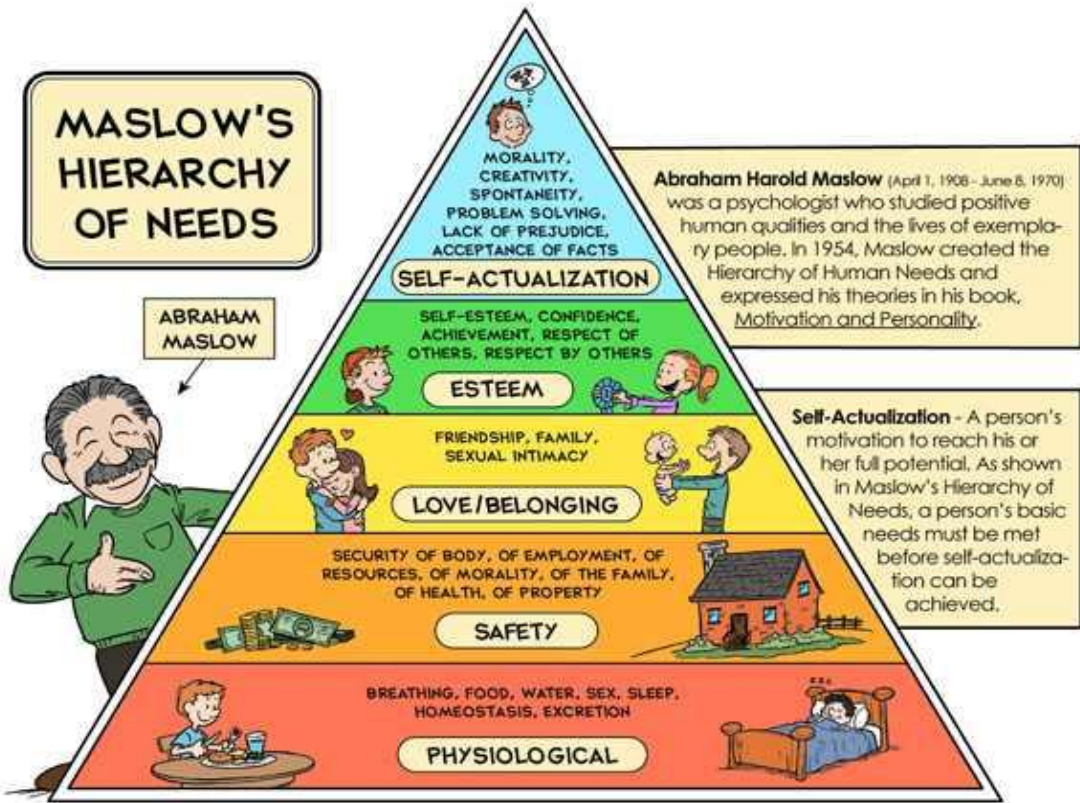 MASLOW'S
HIERARCHY
OF NEEDS
ABRAHAM
MASLOW
MORALITY,
CREATIVITY,
SPONTANEITY,
PROBLEM SOLVING,
LACK OF PREJUDICE,
ACCEPTANCE OF FACTS
SELF-ACTUALIZATION
SELF-ESTEEM, CONFIDENCE,
ACHIEVEMENT, RESPECT OF
OTHERS, RESPECT BY OTHERS
ESTEEM
FRIENDSHIP, FAMILY,
SEXUAL INTIMACY
LOVE/BELONGING
SECURITY OF BODY, OF EMPLOYMENT, OF
RESOURCES, OF MORALITY, OF THE FAMILY,
OF HEALTH, OF PROPERTY
SAFETY
BREATHING, FOOD, WATER, SEX, SLEEP,
HOMEOSTASIS, EXCRETION
zzz
PHYSIOLOGICAL
Abraham Harold Maslow (April 1, 1908 - June 8, 1970)
was a psychologist who studied positive
human qualities and the lives of exempla-
ry people. In 1954, Maslow created the
Hierarchy of Human Needs and
expressed his theories in his book,
Motivation and Personality.
Self-Actualization - A person's
motivation to reach his or
her full potential. As shown
in Maslow's Hierarchy of
Needs, a person's basic
needs must be met
before self-actualiza-
tion can be
achieved.